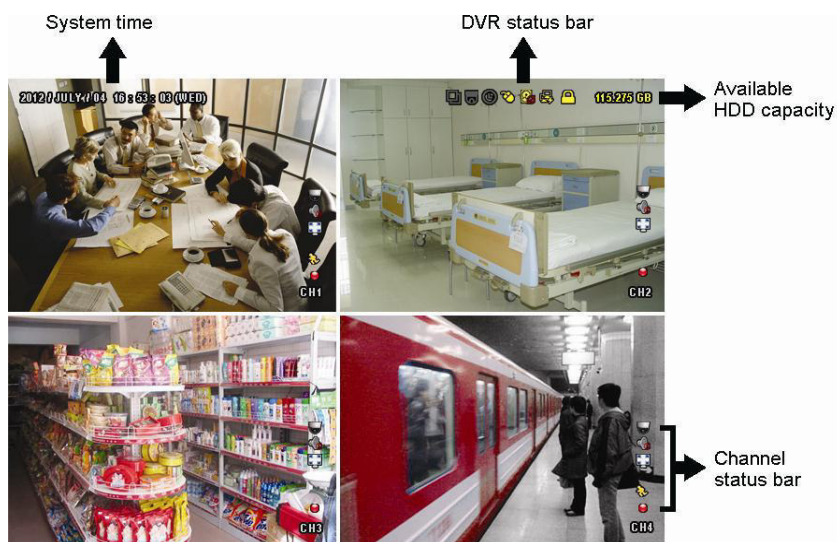 System time
DVR status bar
2012 / JULY / 04 16 : 53 : 03 (WED)
115.275 GB
Available
HDD capacity
CH1
CH2
CH3
CH4
Channel
status bar